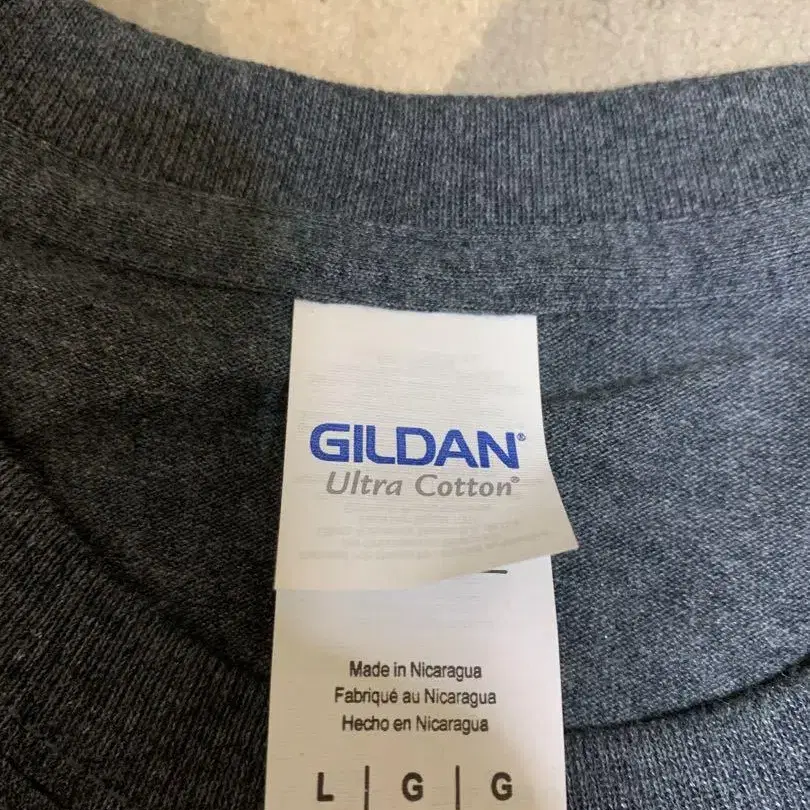 GILDAN®
Ultra Cotton®
Made in Nicaragua
Fabriqué au Nicaragua
Hecho en Nicaragua
L | G | G